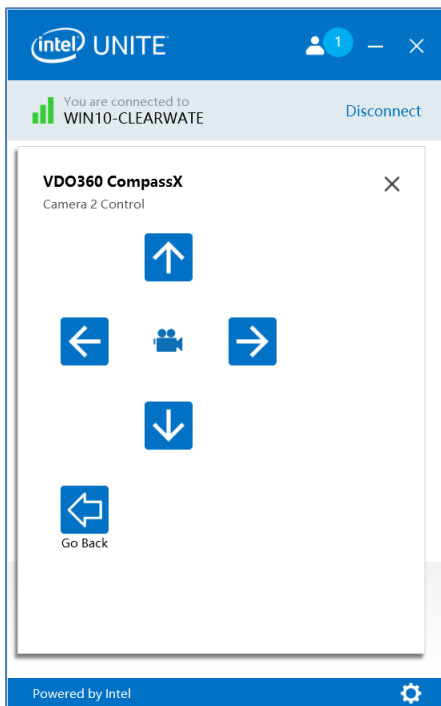 intel UNITE
1
You are connected to
WIN10-CLEARWATE
Disconnect
VDO360 CompassX
Camera 2 Control
Go Back
Powered by Intel